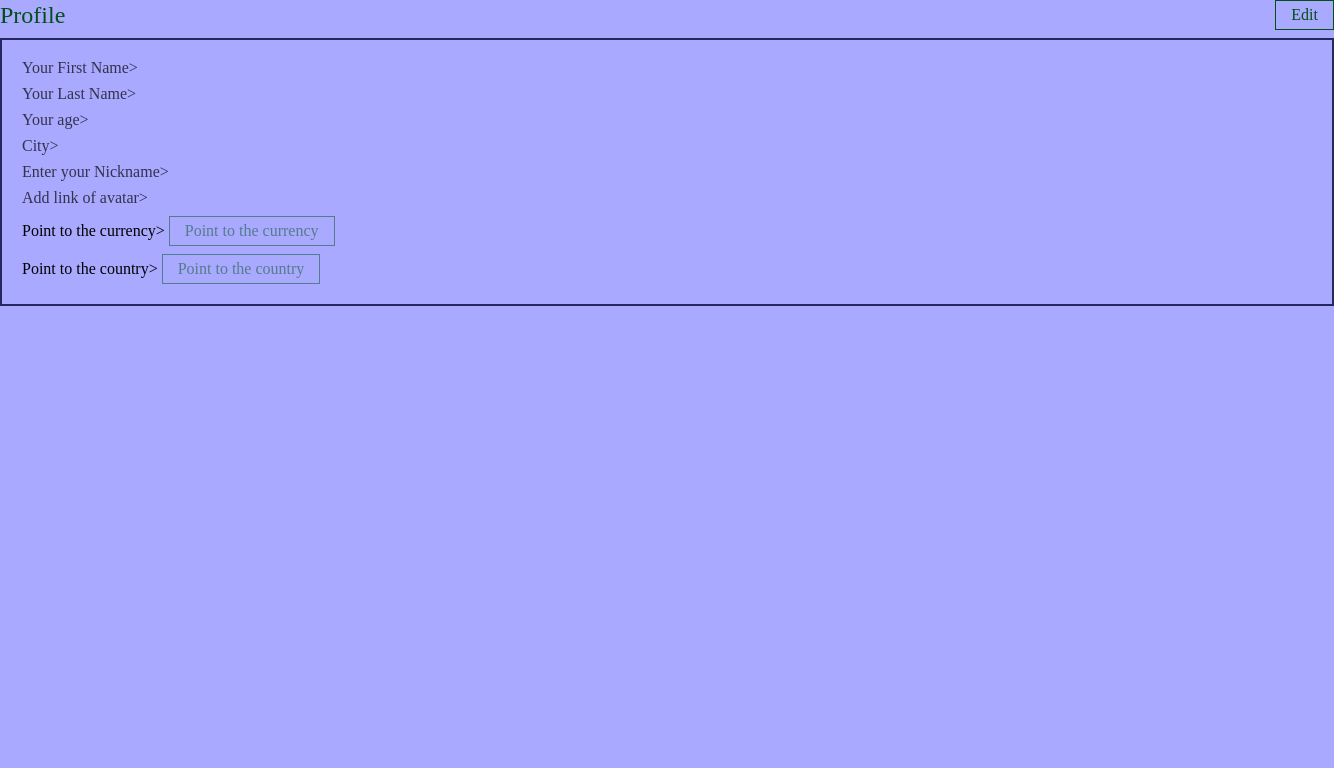 Profile
Edit
Your First Name>
Your Last Name>
Your age>
City>
Enter your Nickname>
Add link of avatar>
Point to the currency> Point to the currency
Point to the country> Point to the country